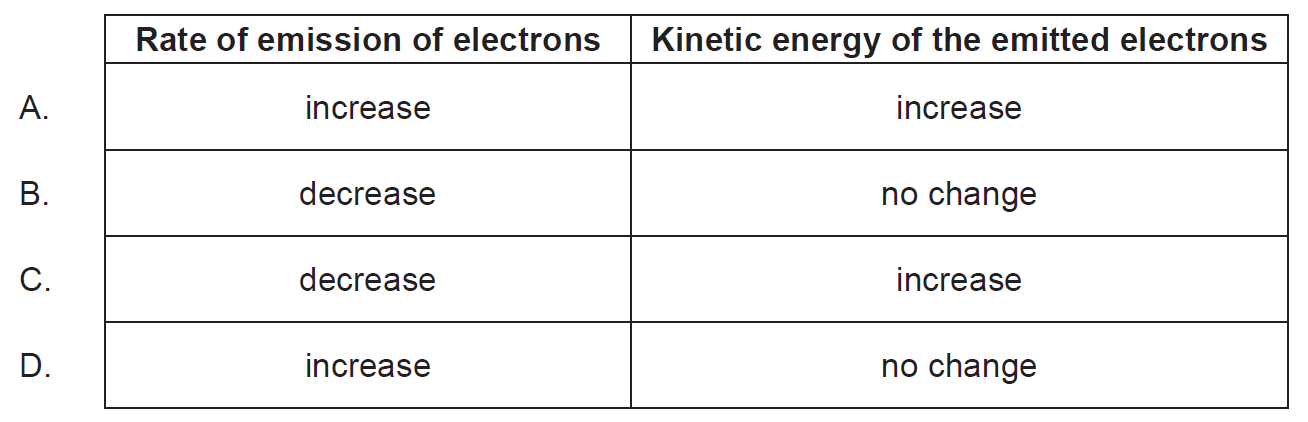 Rate of emission of electrons Kinetic energy of the emitted electrons
A. increase increase
B. decrease no change
C. decrease increase
D. increase no change